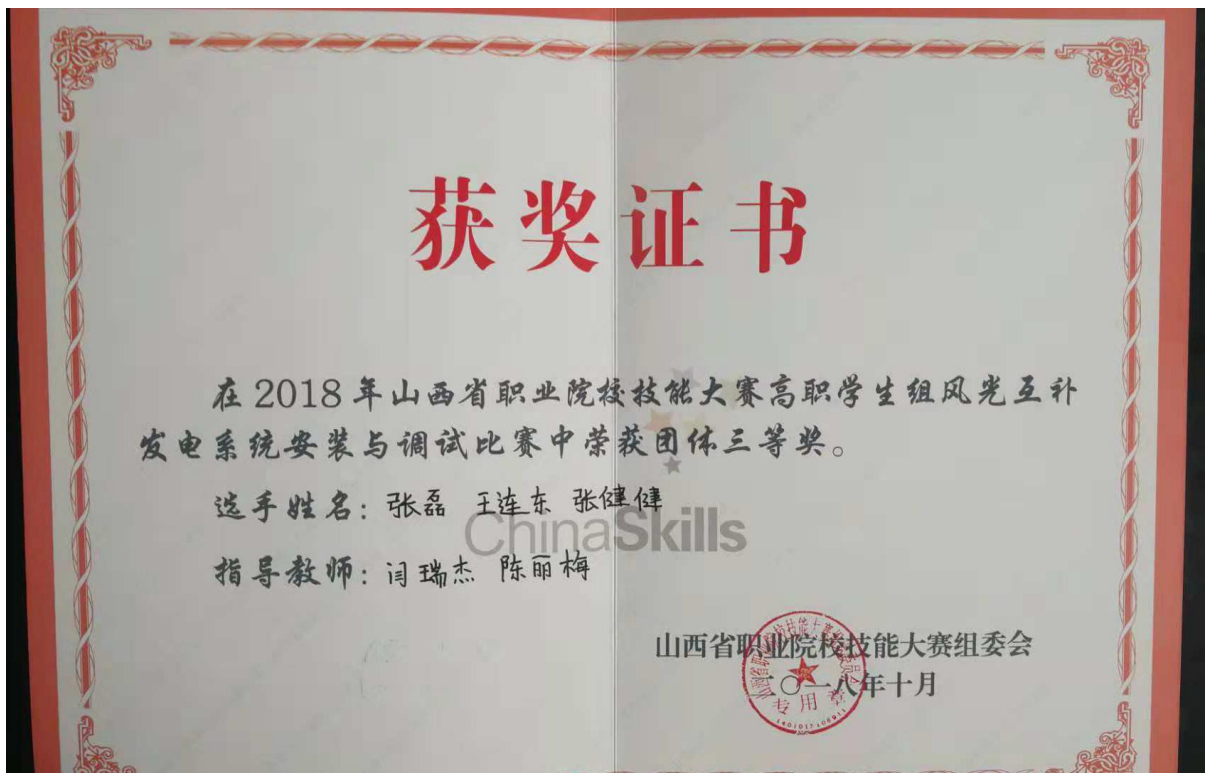 获奖证书
在2018年山西省职业院校技能大赛高职学生组风光互补
发电系统安装与调试比赛中荣获团体三等奖。
选手姓名：张磊 王连东 张健健
ChinaSkills
指导教师：闫瑞杰 陈丽梅
山西省职业院校技能大赛组委会
二〇一八年十月
专用章